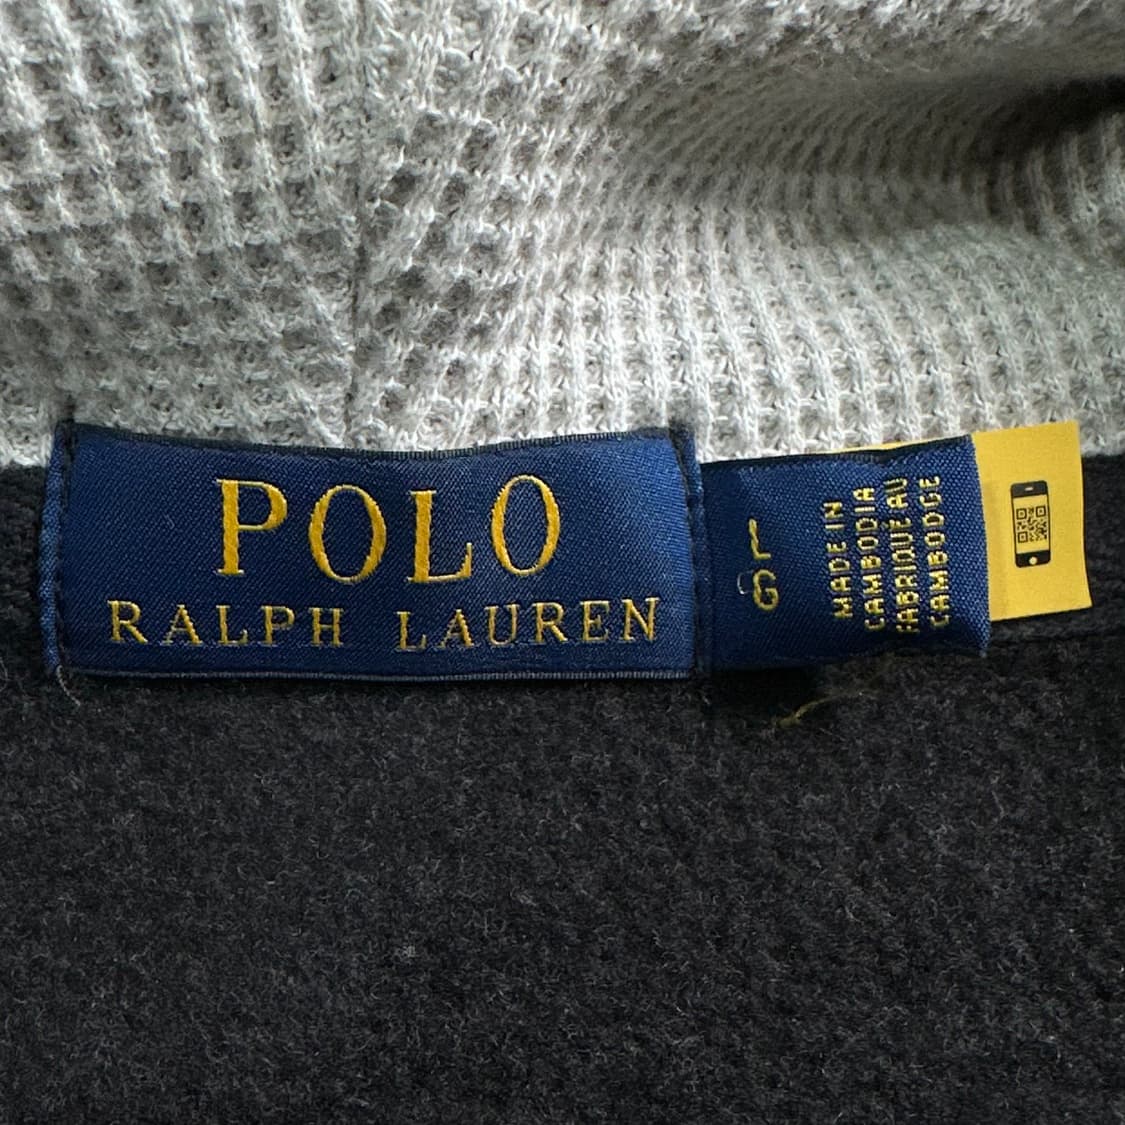 POLO
RALPH LAUREN
L
G
MADE IN
CAMBODIA
FABRIQUÉ AU
CAMBODGE